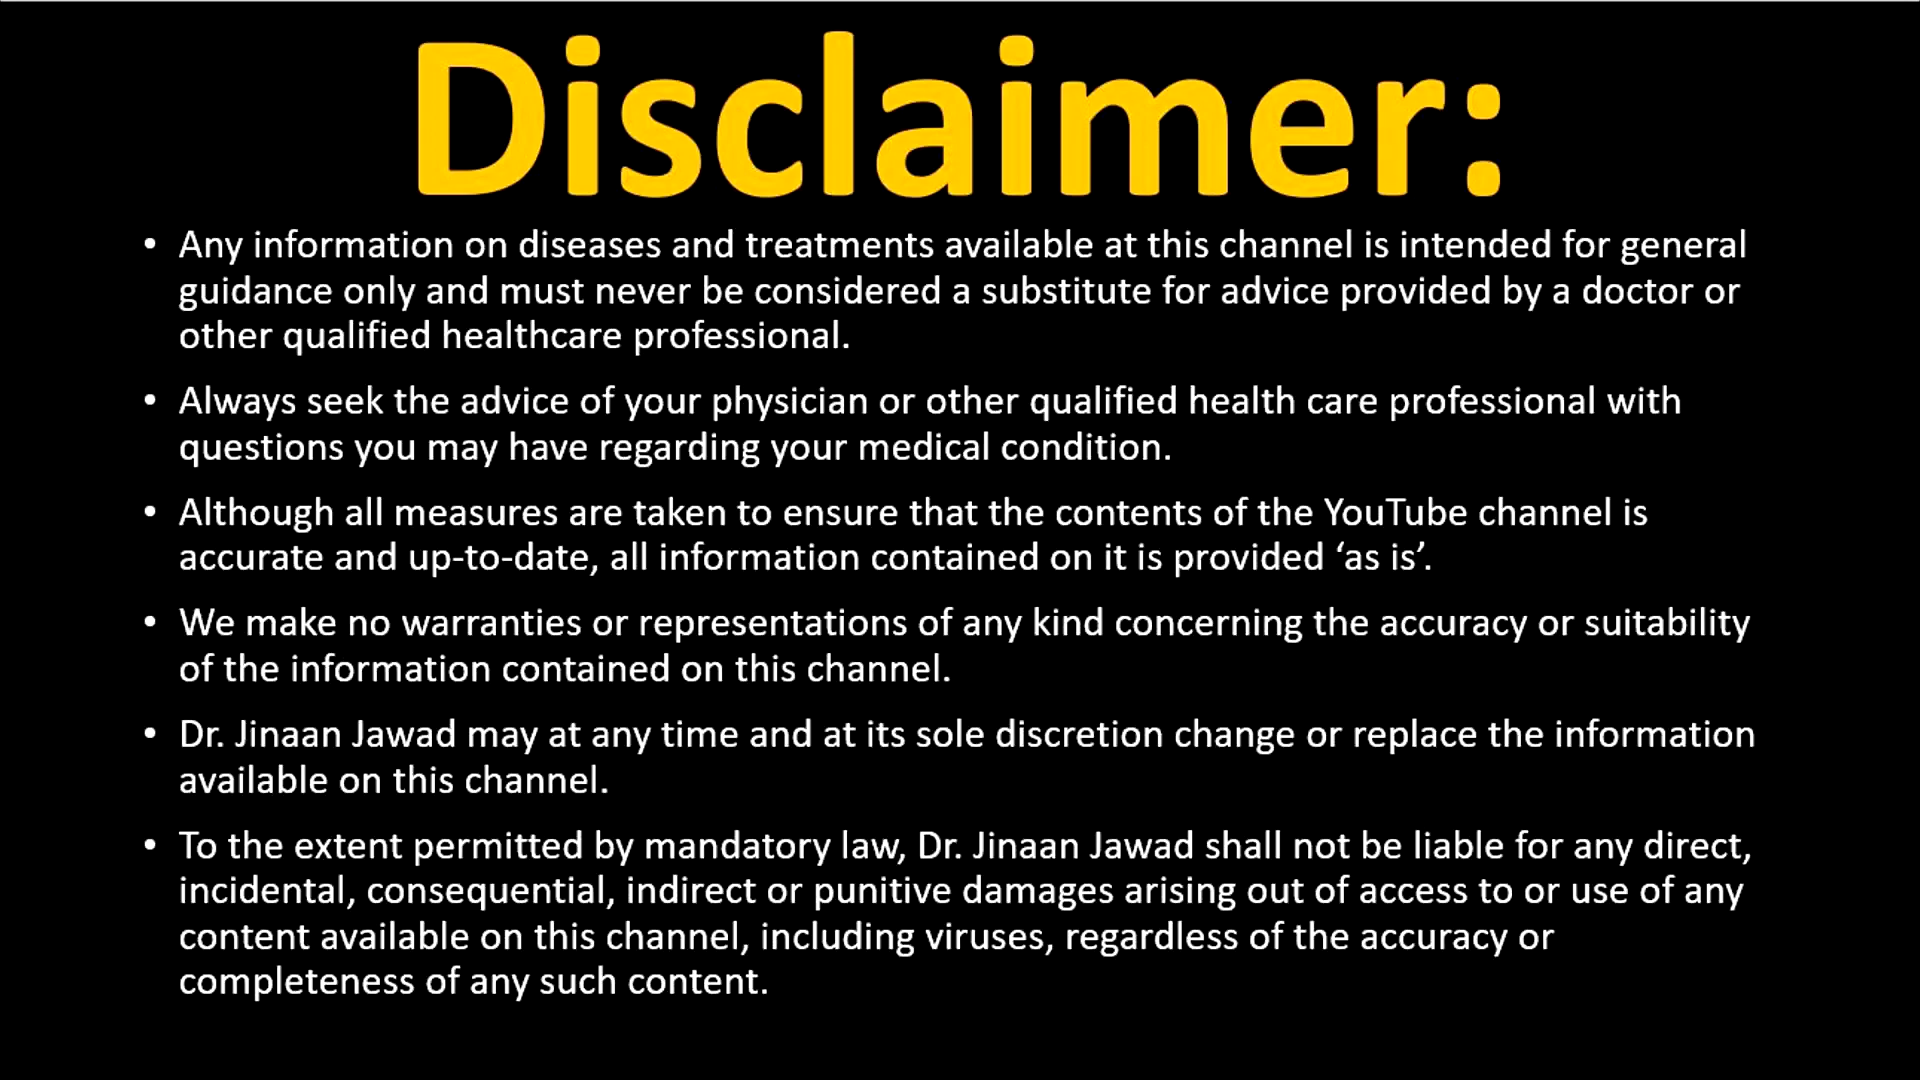 Disclaimer:
• Any information on diseases and treatments available at this channel is intended for general
guidance only and must never be considered a substitute for advice provided by a doctor or
other qualified healthcare professional.
• Always seek the advice of your physician or other qualified health care professional with
questions you may have regarding your medical condition.
• Although all measures are taken to ensure that the contents of the YouTube channel is
accurate and up-to-date, all information contained on it is provided ‘as is’.
• We make no warranties or representations of any kind concerning the accuracy or suitability
of the information contained on this channel.
• Dr. Jinaan Jawad may at any time and at its sole discretion change or replace the information
available on this channel.
• To the extent permitted by mandatory law, Dr. Jinaan Jawad shall not be liable for any direct,
incidental, consequential, indirect or punitive damages arising out of access to or use of any
content available on this channel, including viruses, regardless of the accuracy or
completeness of any such content.